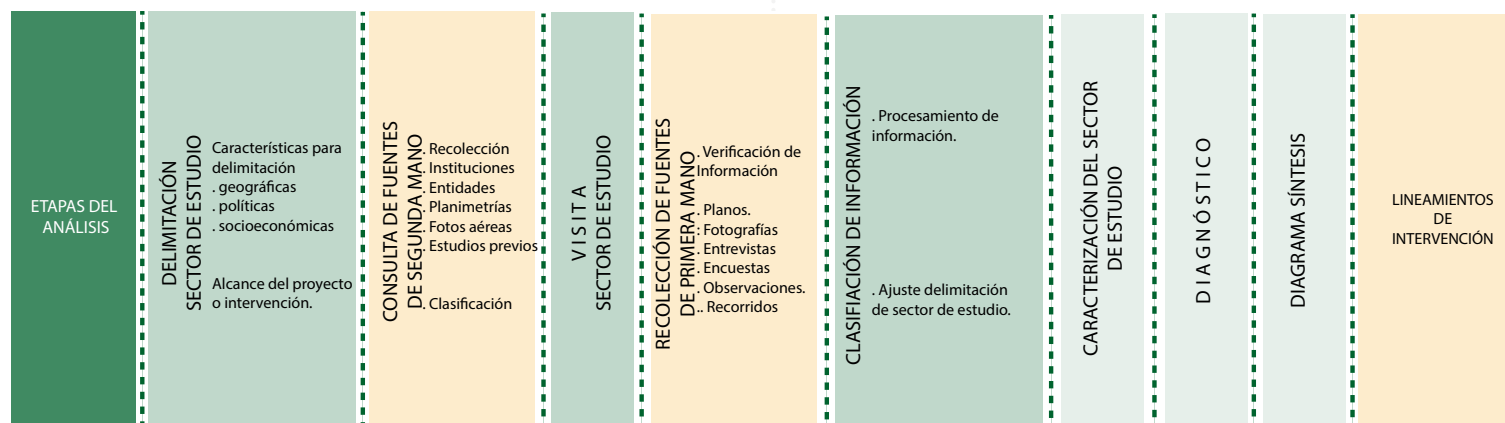 ETAPAS DEL
ANÁLISIS
DELIMITACIÓN
SECTOR DE ESTUDIO
Características para
delimitación
. geográficas
. políticas
. socioeconómicas
Alcance del proyecto
o intervención.
CONSULTA DE FUENTES
DE SEGUNDA MANO
. Recolección
. Instituciones
. Entidades
. Planimetrías
. Fotos aéreas
. Estudios previos
. Clasificación
VISITA
SECTOR DE ESTUDIO
RECOLECCIÓN DE FUENTES
DE PRIMERA MANO
. Verificación de
Información
. Planos.
. Fotografías
. Entrevistas
. Encuestas
. Observaciones.
.. Recorridos
CLASIFIACIÓN DE INFORMACIÓN
. Procesamiento de
información.
. Ajuste delimitación
de sector de estudio.
CARACTERIZACIÓN DEL SECTOR
DE ESTUDIO
DIAGNÓSTICO
DIAGRAMA SÍNTESIS
LINEAMIENTOS
DE
INTERVENCIÓN